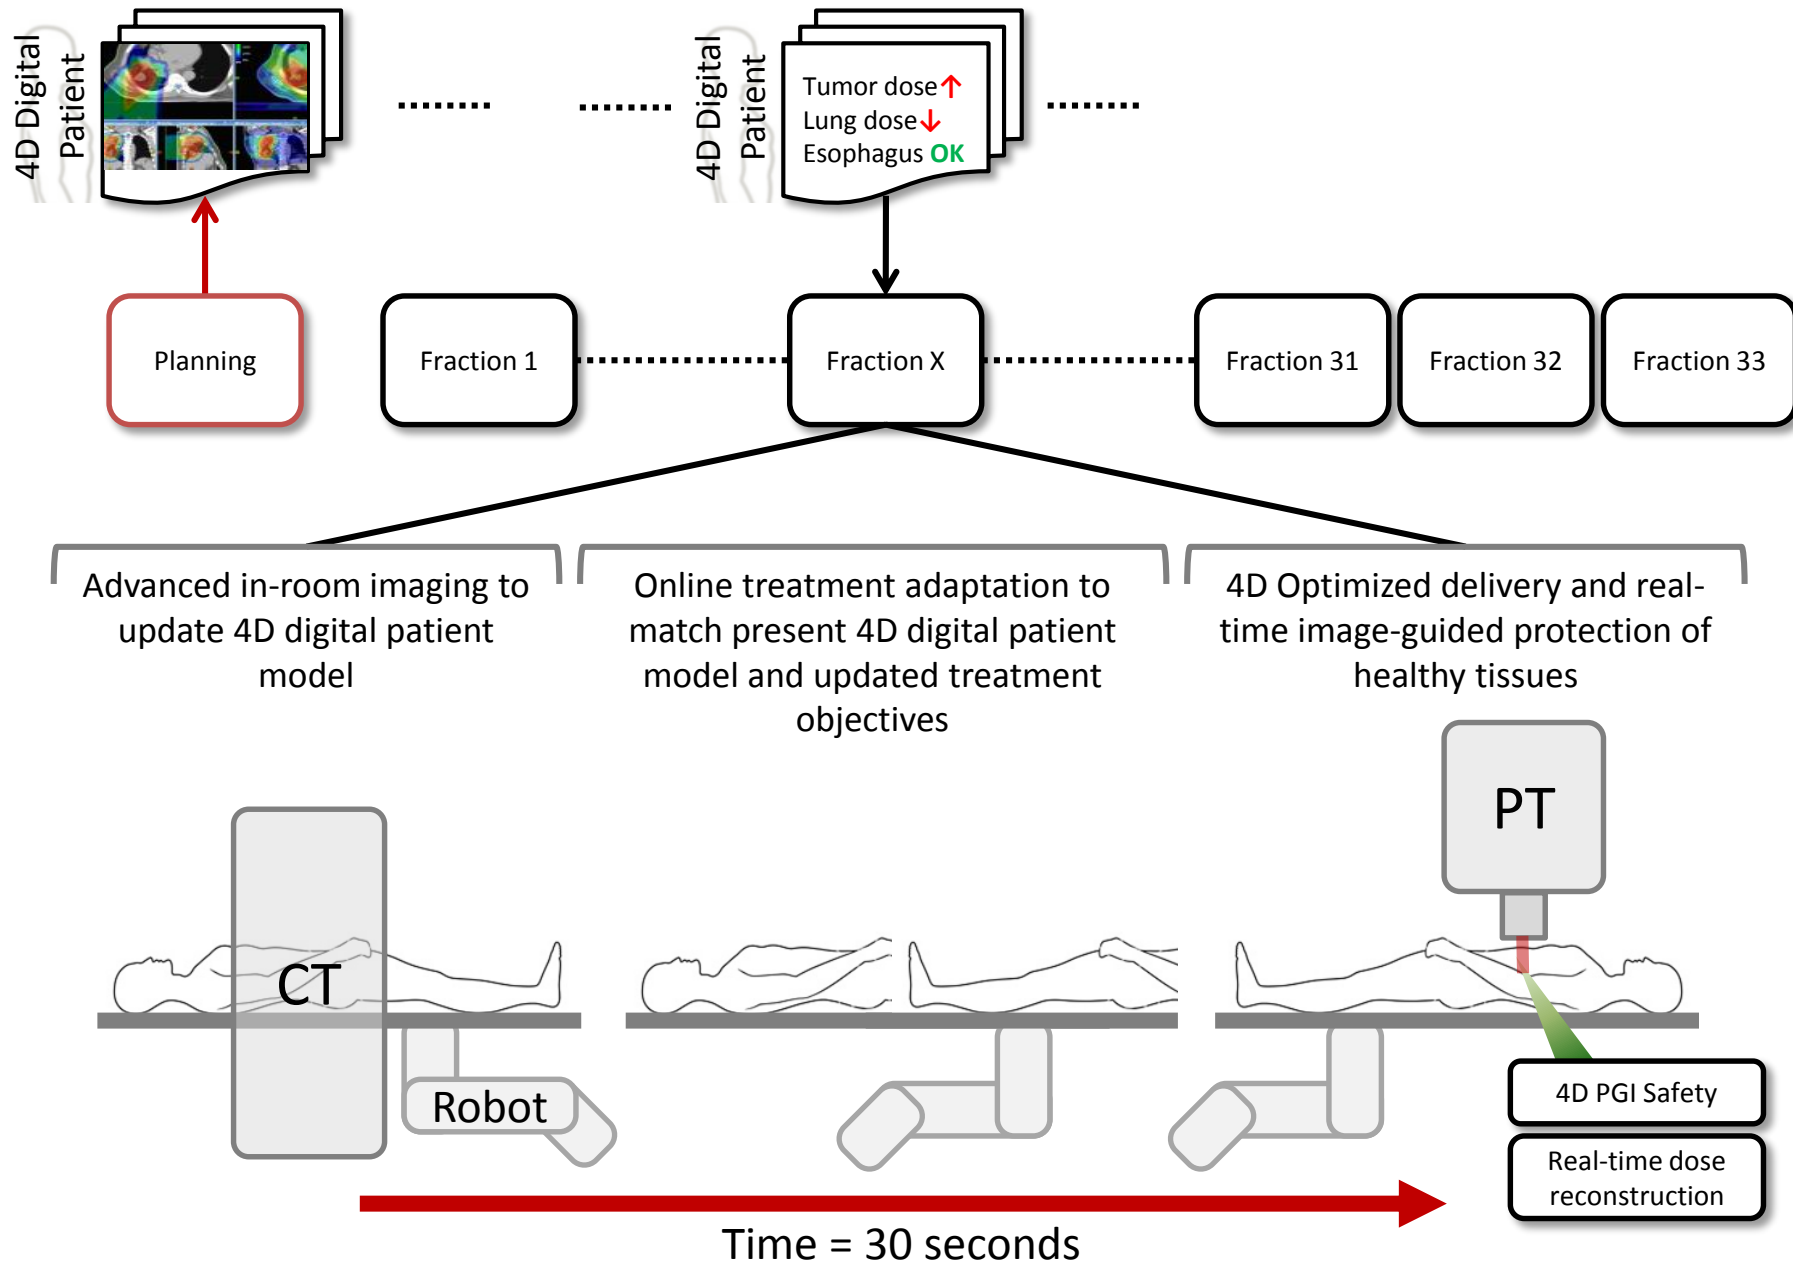 4D Digital
Patient
4D Digital
Patient
Tumor dose↑
Lung dose↓
Esophagus OK
Planning
Fraction 1
Fraction X
Fraction 31
Fraction 32
Fraction 33
Advanced in-room imaging to
update 4D digital patient
model
Online treatment adaptation to
match present 4D digital patient
model and updated treatment
objectives
4D Optimized delivery and real-
time image-guided protection of
healthy tissues
CT
Robot
PT
4D PGI Safety
Real-time dose
reconstruction
Time = 30 seconds